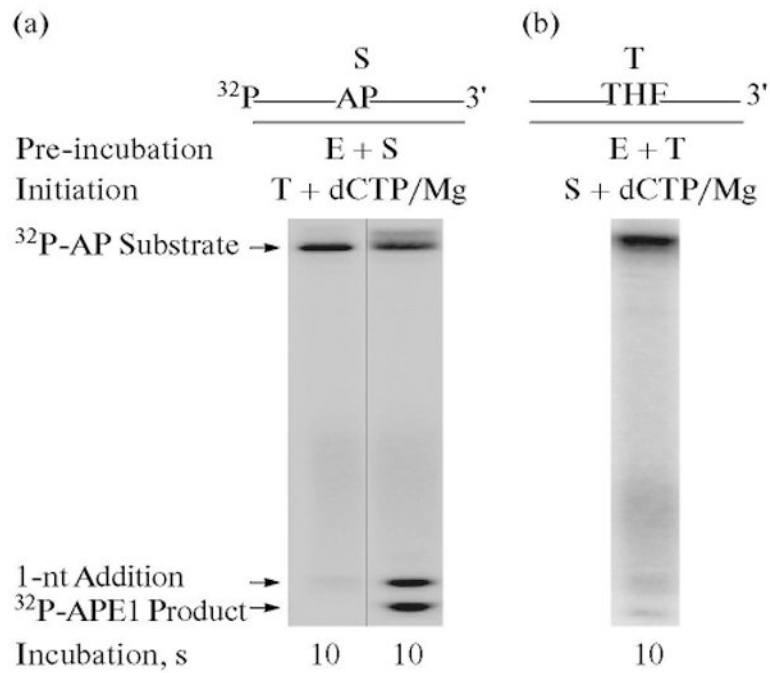 (a)
(b)
S
T
³²P AP 3'
THF 3'
Pre-incubation E + S E + T
Initiation T + dCTP/Mg S + dCTP/Mg
³²P-AP Substrate
1-nt Addition
³²P-APE1 Product
Incubation, s 10 10 10